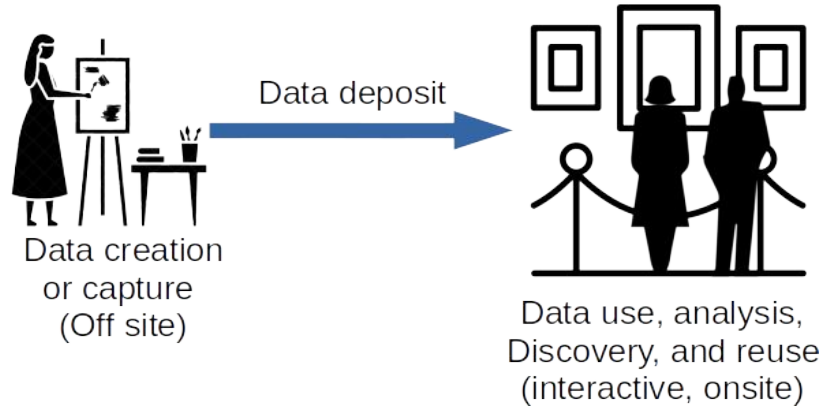 Data deposit
Data creation
or capture
(Off site)
Data use, analysis,
Discovery, and reuse
(interactive, onsite)